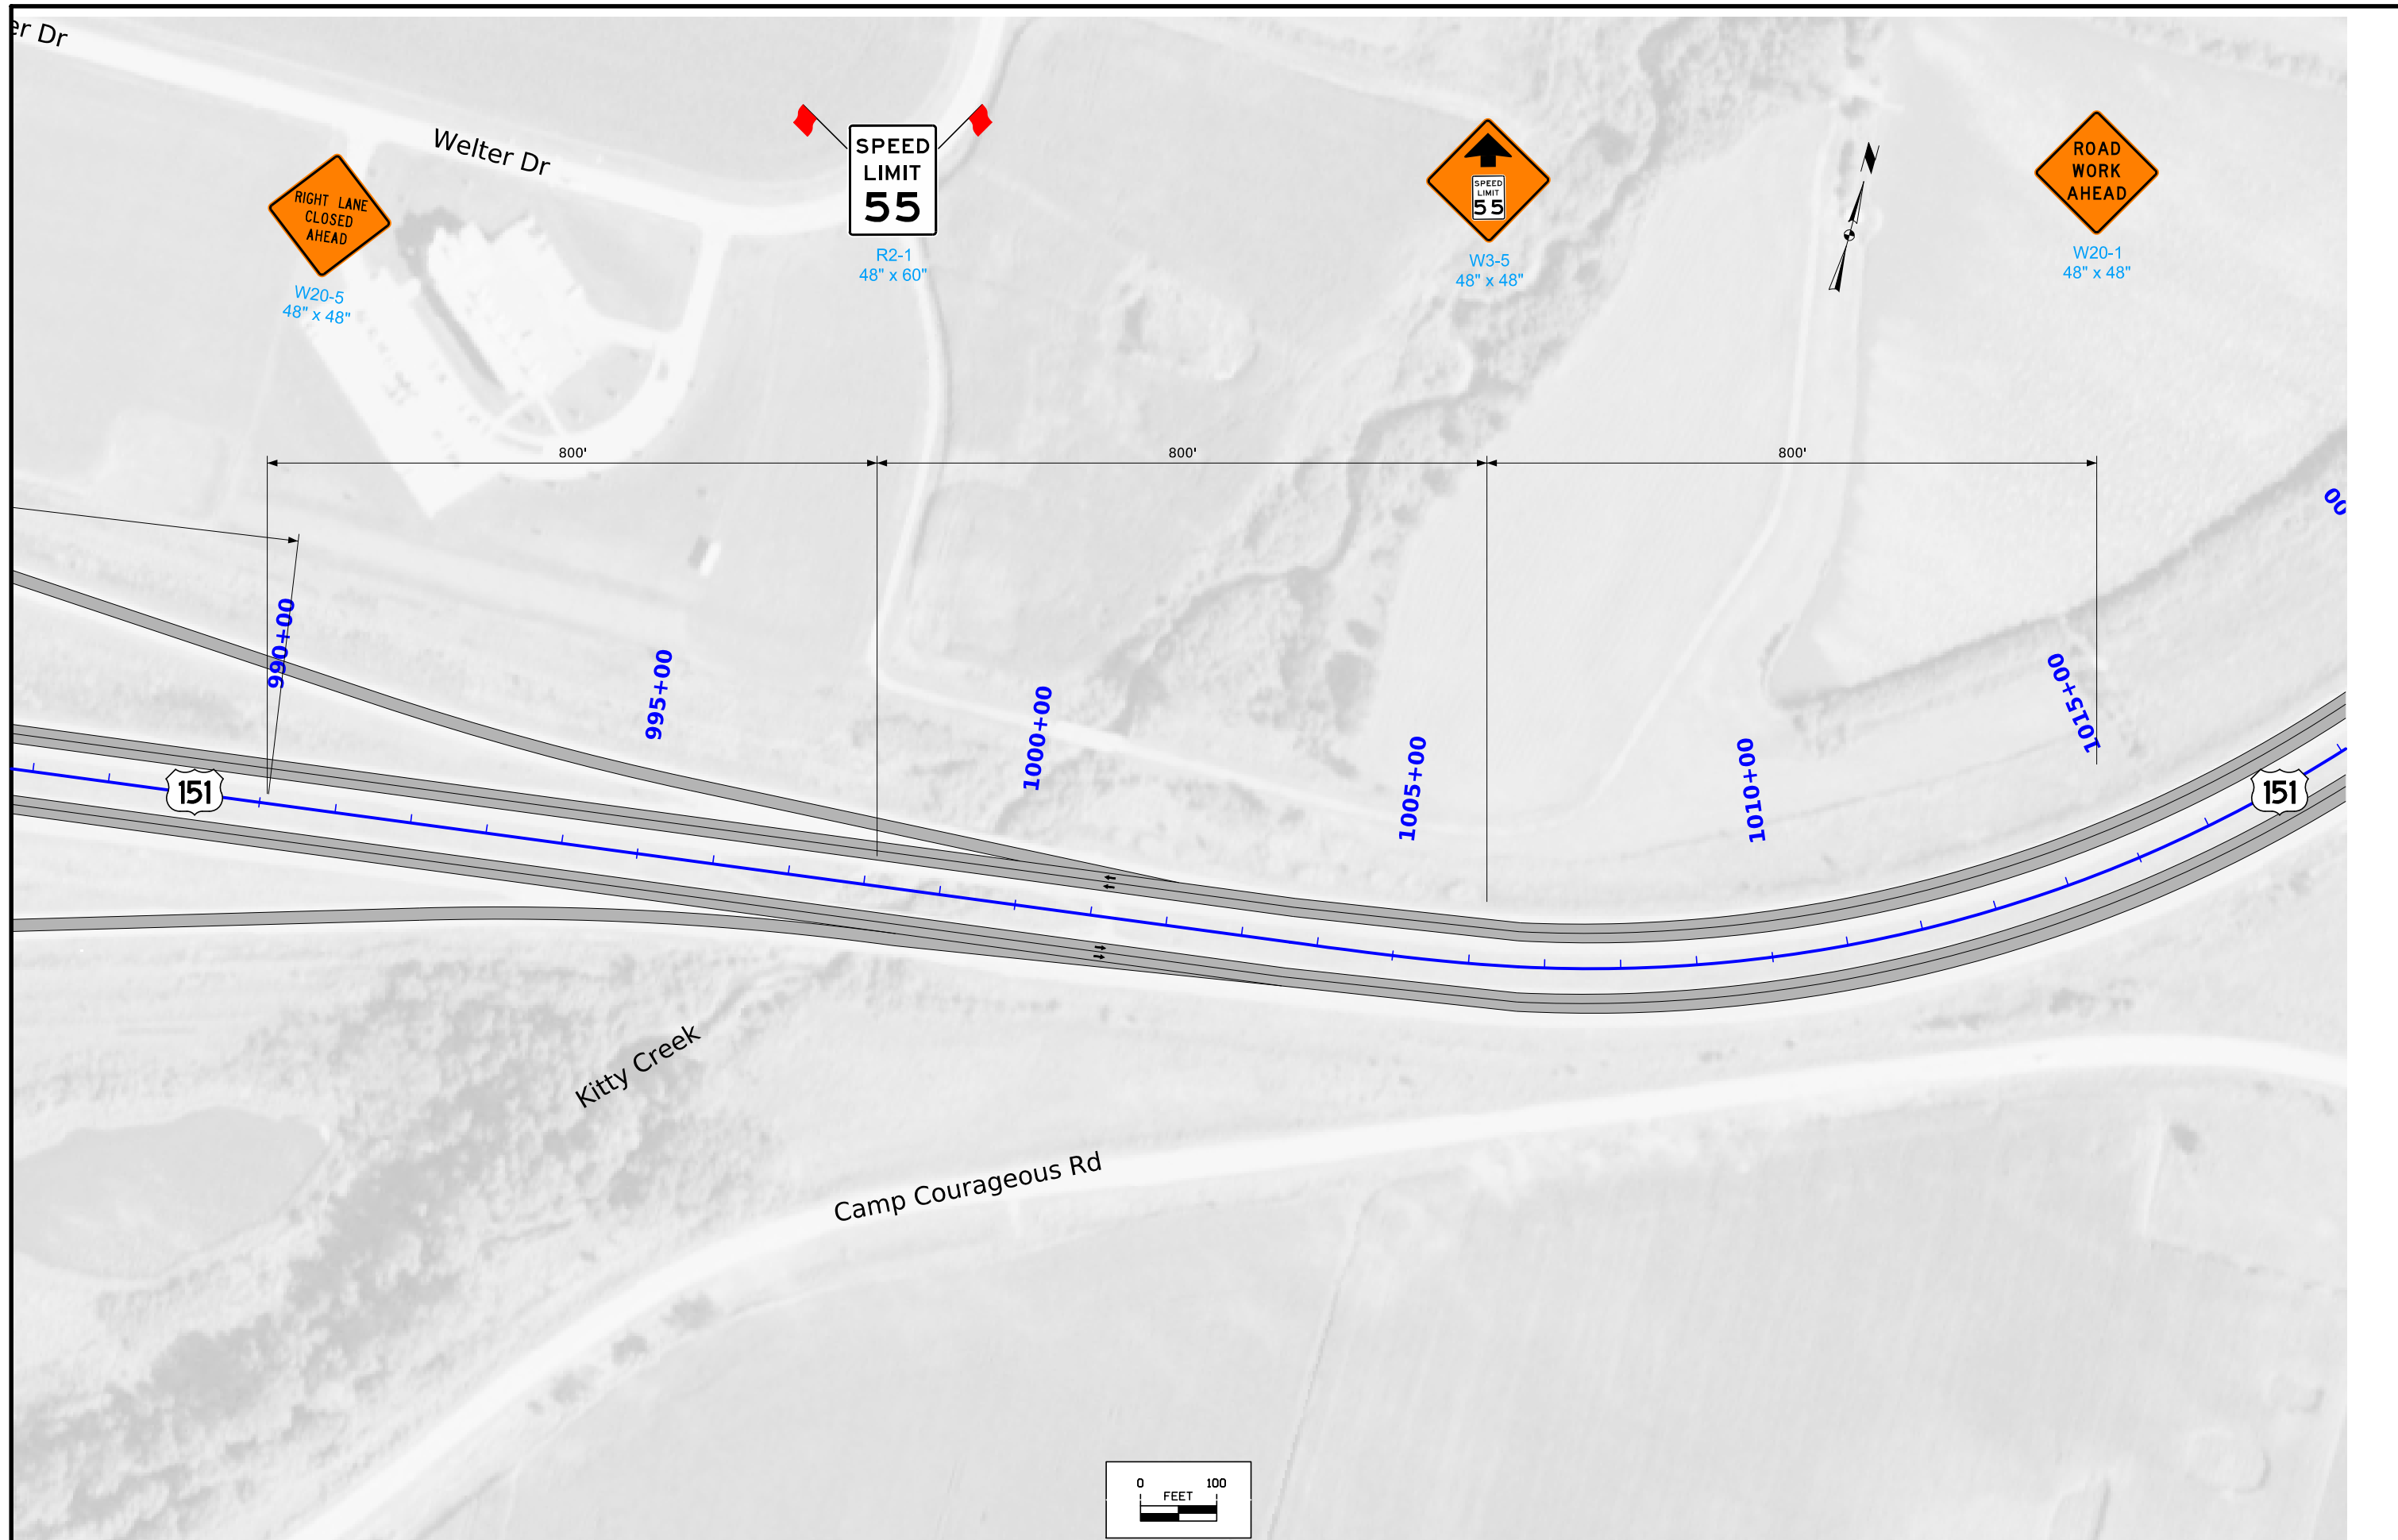 er Dr
Welter Dr
RIGHT LANE
CLOSED
AHEAD
W20-5
48" x 48"
SPEED
LIMIT
55
R2-1
48" x 60"
SPEED
LIMIT
55
W3-5
48" x 48"
ROAD
WORK
AHEAD
W20-1
48" x 48"
800'
800'
800'
00
990+00
995+00
1000+00
1005+00
1010+00
1015+00
151
151
Kitty Creek
Camp Courageous Rd
0 100
FEET